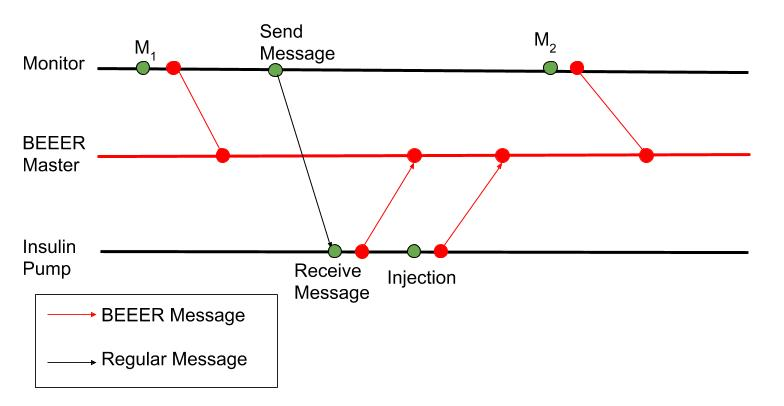 Monitor
M1
Send
Message
M2
BEEER
Master
Insulin
Pump
Receive
Message
Injection
BEEER Message
Regular Message